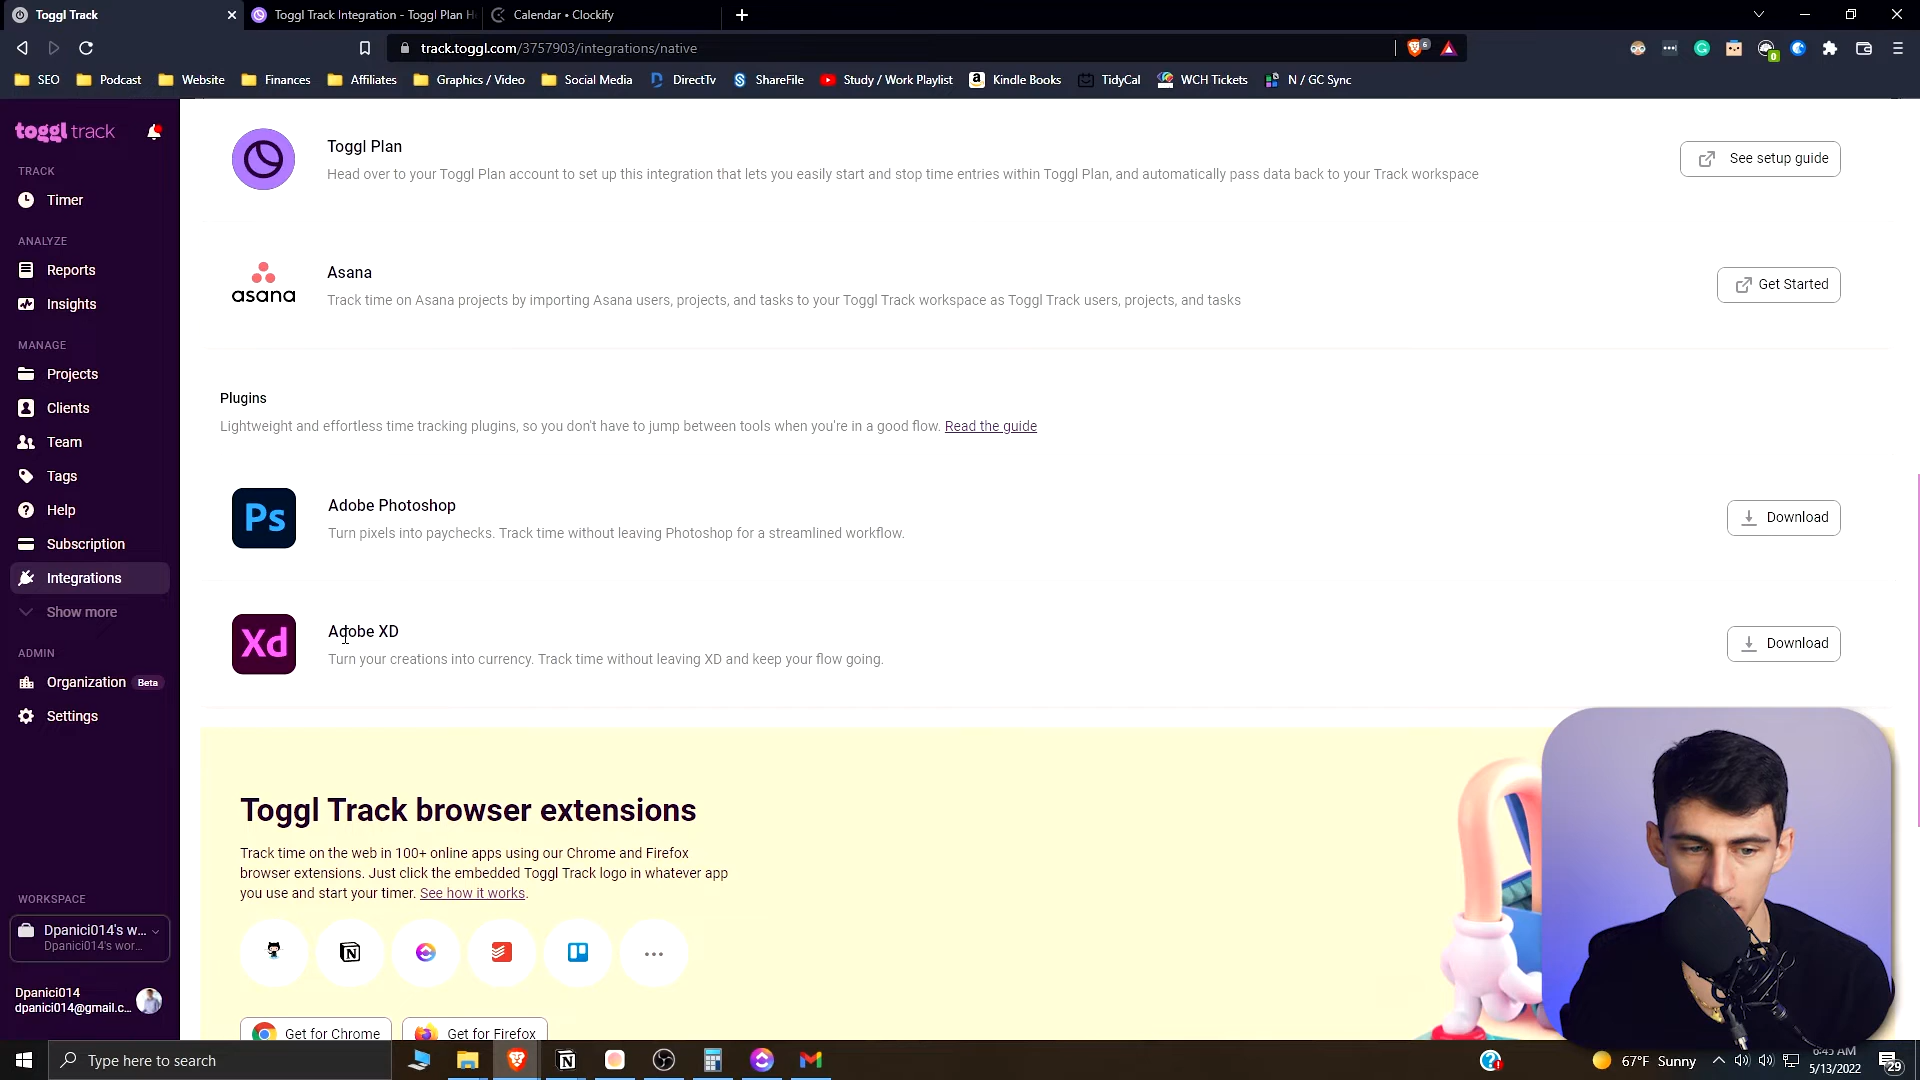 Toggl Track
Toggl Track Integration - Toggl Plan H
Calendar • Clockify
track.toggl.com/3757903/integrations/native
6
0
SEO
Podcast
Website
Finances
Affiliates
Graphics / Video
Social Media
DirectTv
ShareFile
Study / Work Playlist
Kindle Books
TidyCal
WCH Tickets
N / GC Sync
toggl track
TRACK
Timer
ANALYZE
Reports
Insights
MANAGE
Projects
Clients
Team
Tags
Help
Subscription
Integrations
Show more
ADMIN
Organization Beta
Settings
WORKSPACE
Dpanici014's w...
Dpanici014's wor...
Dpanici014
dpanici014@gmail.c...
Toggl Plan
Head over to your Toggl Plan account to set up this integration that lets you easily start and stop time entries within Toggl Plan, and automatically pass data back to your Track workspace
See setup guide
asana
Asana
Track time on Asana projects by importing Asana users, projects, and tasks to your Toggl Track workspace as Toggl Track users, projects, and tasks
Get Started
Plugins
Lightweight and effortless time tracking plugins, so you don't have to jump between tools when you're in a good flow. Read the guide
Ps
Adobe Photoshop
Turn pixels into paychecks. Track time without leaving Photoshop for a streamlined workflow.
Download
Xd
Adobe XD
Turn your creations into currency. Track time without leaving XD and keep your flow going.
Download
Toggl Track browser extensions
Track time on the web in 100+ online apps using our Chrome and Firefox
browser extensions. Just click the embedded Toggl Track logo in whatever app
you use and start your timer. See how it works.
Get for Chrome
Get for Firefox
Type here to search
67°F Sunny
6:45 AM
5/13/2022
29